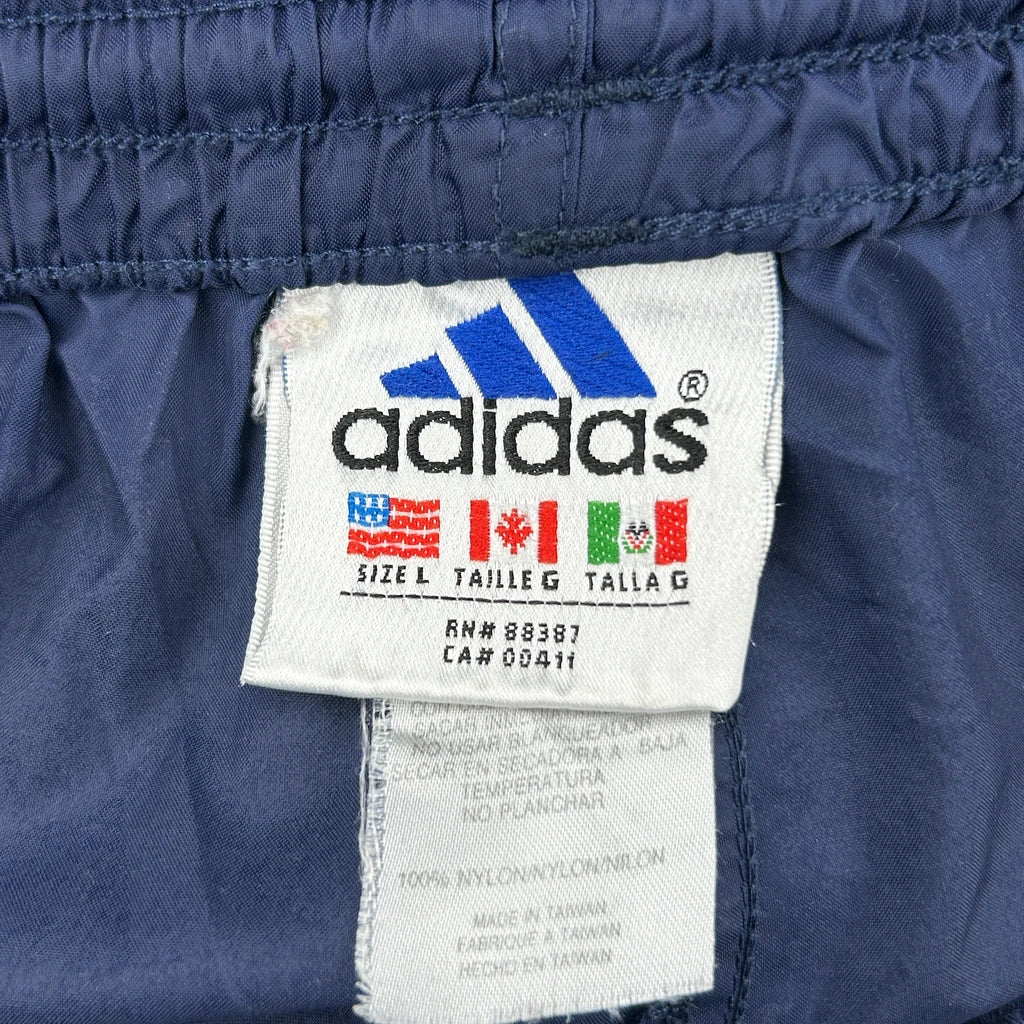 adidas ®
SIZE L TAILLE G TALLA G
RN# 88387
CA# 00411
NO USAR BLANQUEADORA
SECAR EN SECADORA A BAJA
TEMPERATURA
NO PLANCHAR
100% NYLON/NYLON/NILON
MADE IN TAIWAN
FABRIQUE A TAIWAN
HECHO EN TAIWAN